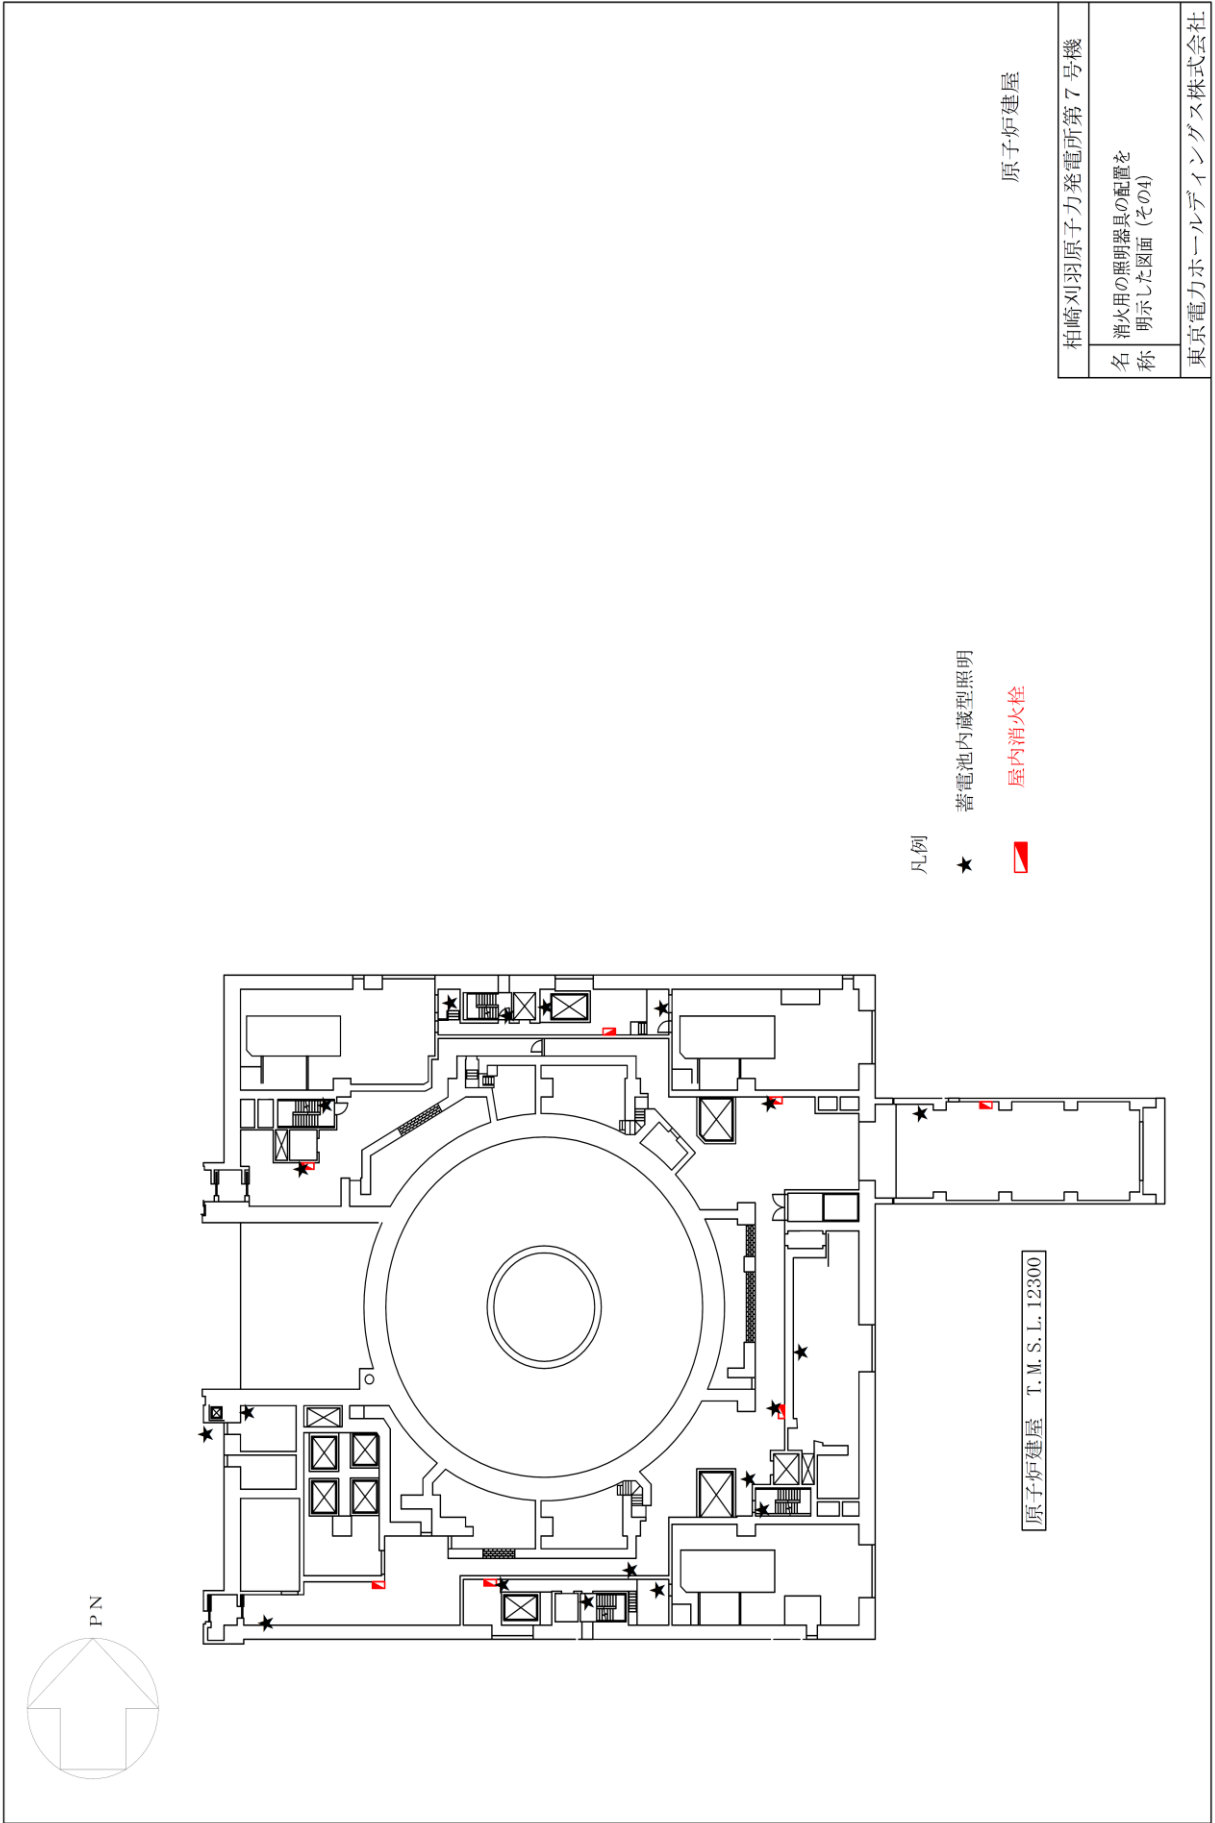 PN
原子炉建屋 T.M.S.L.12300
凡例
★ 蓄電池内蔵型照明
屋内消火栓
原子炉建屋
柏崎刈羽原子力発電所第7号機
名称
消火用の照明器具の配置を
明示した図面（その4）
東京電力ホールディングス株式会社